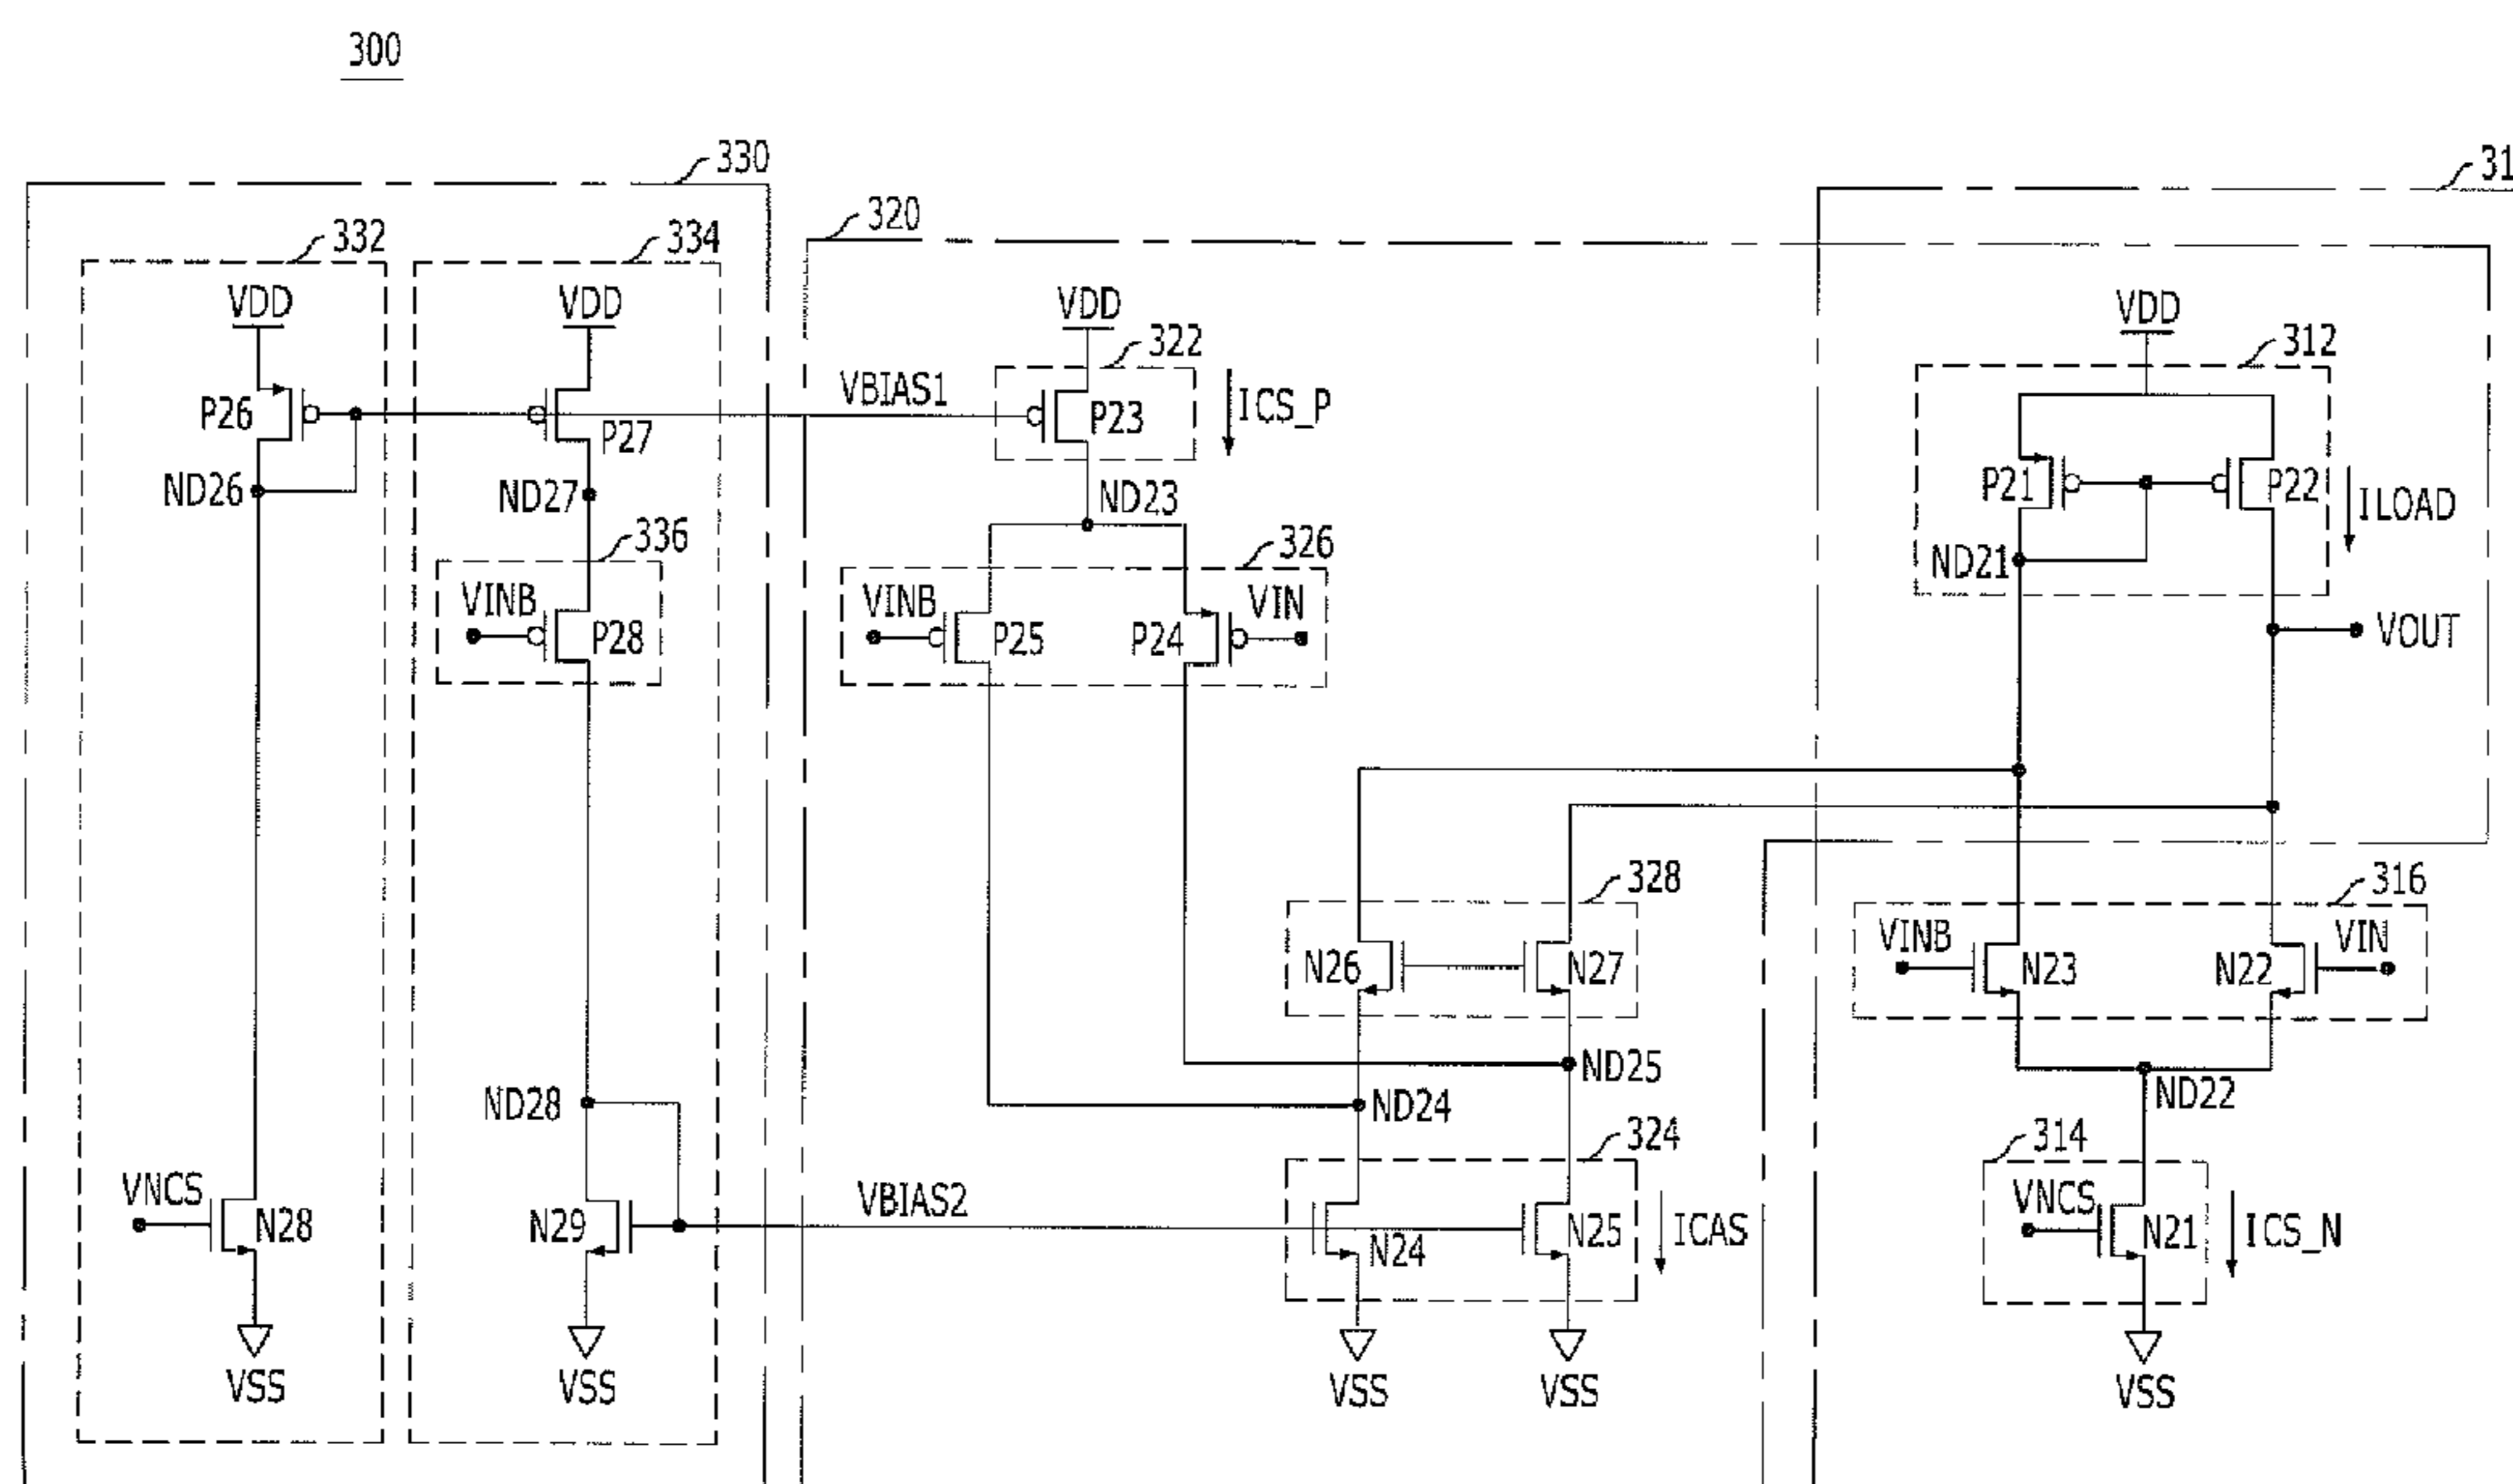 300
330
31
332
334
320
VDD
VDD
VDD
VDD
322
312
P26
P27
VBIAS1
P23
ICS_P
ND26
ND27
ND23
P21
P22
ILOAD
336
326
ND21
VINB
P28
VINB
P25
P24
VIN
VOUT
328
316
N26
N27
VINB
N23
N22
VIN
ND25
ND28
ND24
ND22
324
314
VNCS
N28
N29
VBIAS2
N24
N25
ICAS
VNCS
N21
ICS_N
VSS
VSS
VSS
VSS
VSS